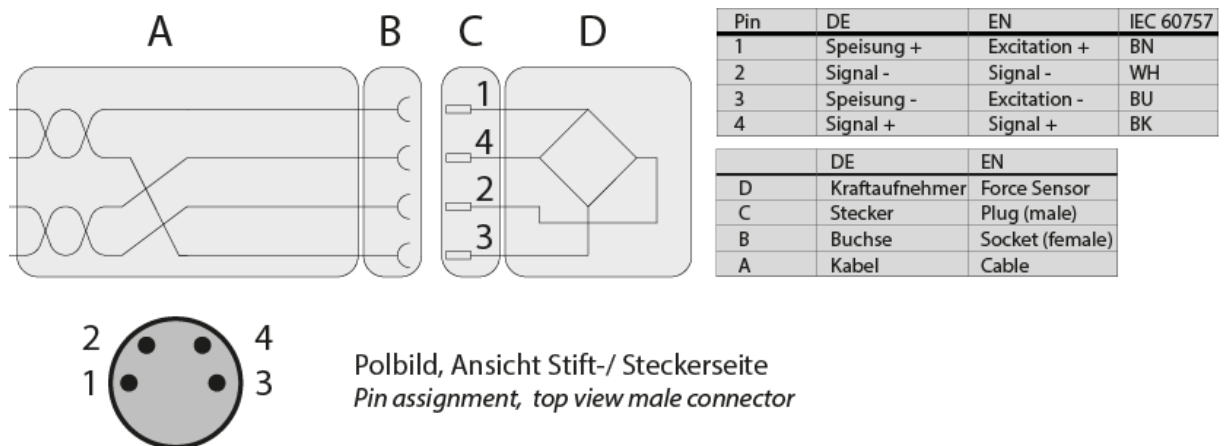 A B C D
1
4
2
3
Pin DE EN IEC 60757
1 Speisung + Excitation + BN
2 Signal - Signal - WH
3 Speisung - Excitation - BU
4 Signal + Signal + BK
DE EN
D Kraftaufnehmer Force Sensor
C Stecker Plug (male)
B Buchse Socket (female)
A Kabel Cable
2 4
1 3
Polbild, Ansicht Stift-/ Steckerseite
Pin assignment, top view male connector